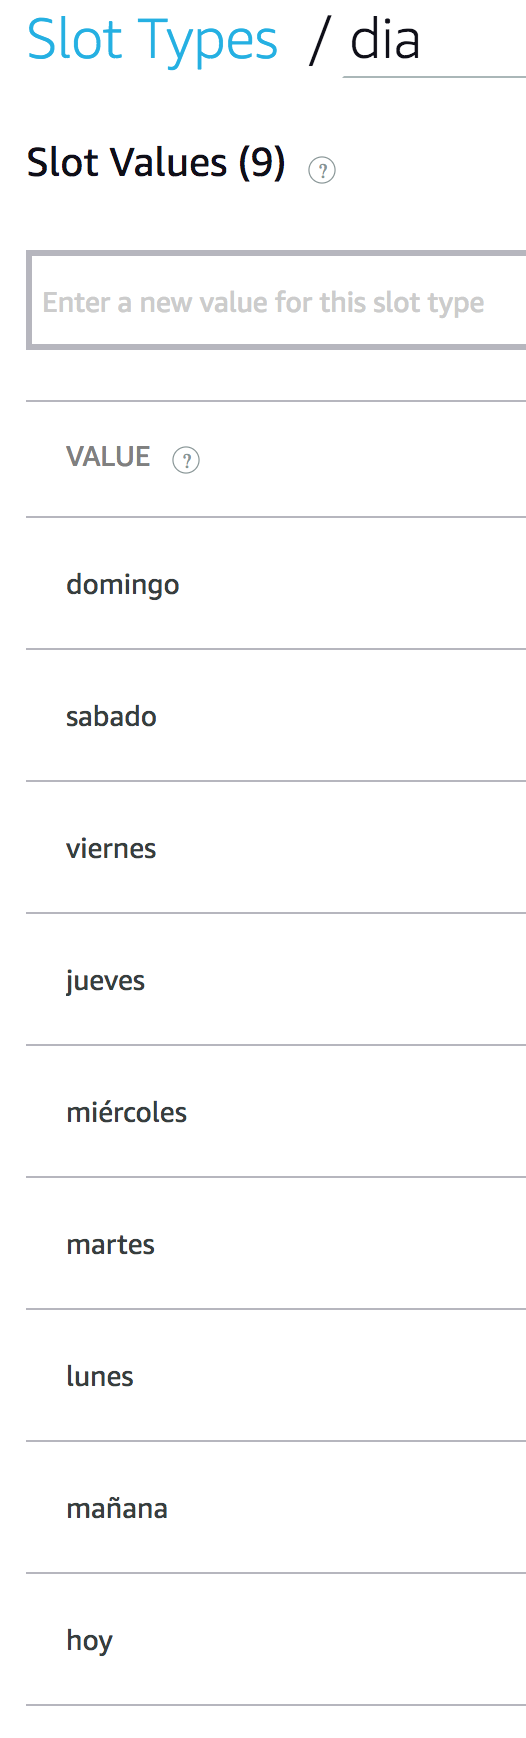 Slot Types / dia
Slot Values (9) ?
Enter a new value for this slot type
VALUE ?
domingo
sabado
viernes
jueves
miércoles
martes
lunes
mañana
hoy